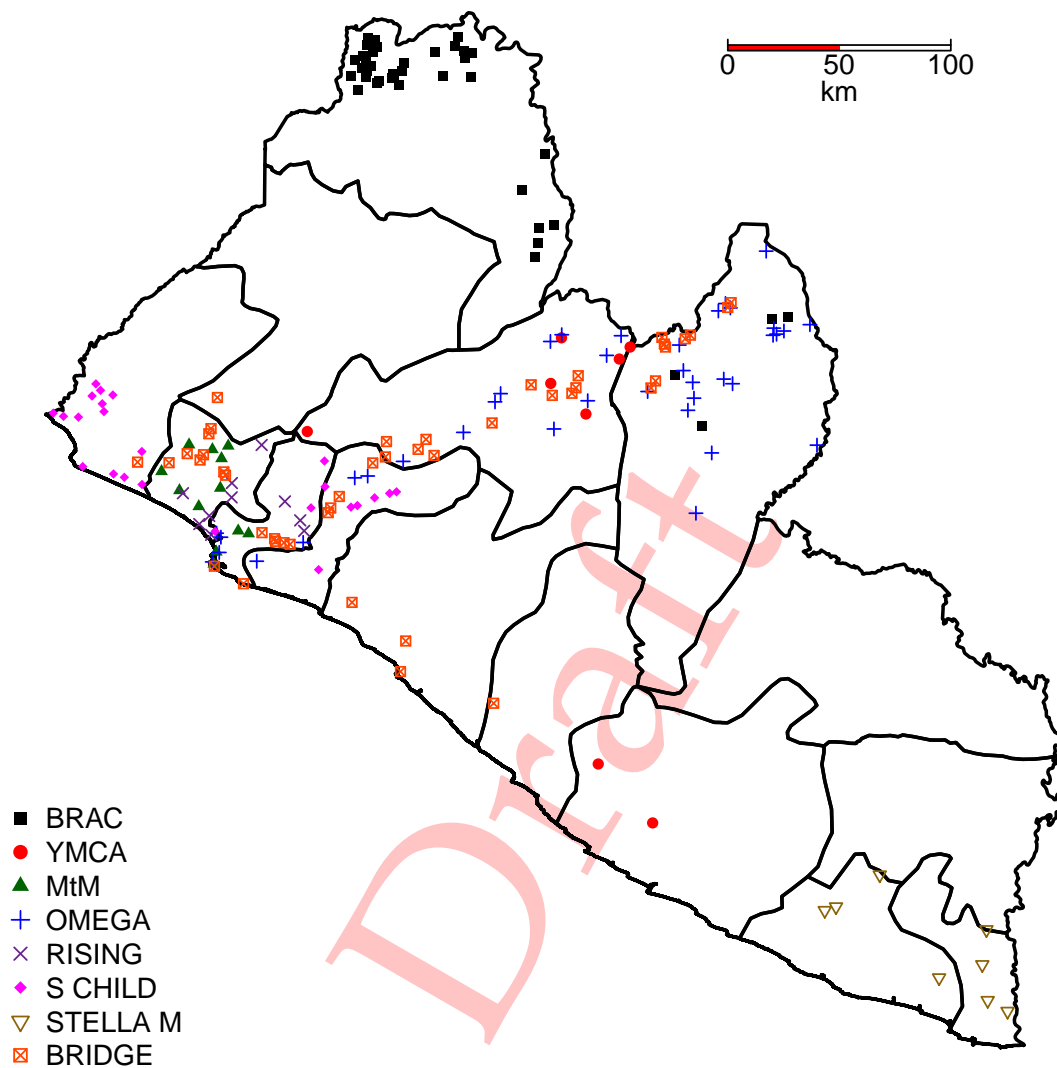 0 50 100
km
Draft
BRAC
YMCA
MtM
OMEGA
RISING
S CHILD
STELLA M
BRIDGE